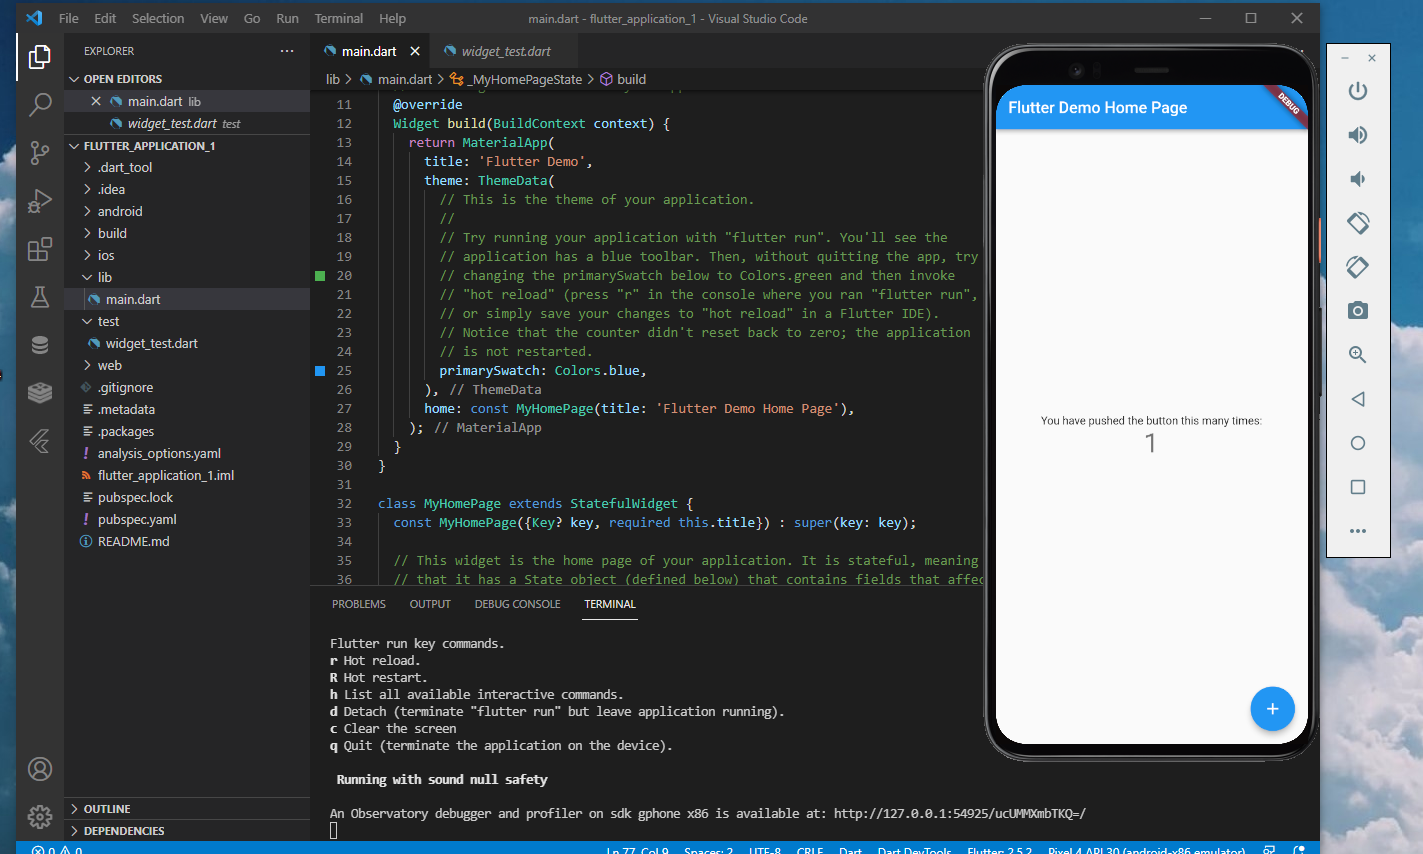 File Edit Selection View Go Run Terminal Help
main.dart - flutter_application_1 - Visual Studio Code
EXPLORER
OPEN EDITORS
main.dart lib
widget_test.dart test
FLUTTER_APPLICATION_1
.dart_tool
.idea
android
build
ios
lib
main.dart
test
widget_test.dart
web
.gitignore
.metadata
.packages
analysis_options.yaml
flutter_application_1.iml
pubspec.lock
pubspec.yaml
README.md
OUTLINE
DEPENDENCIES
main.dart
widget_test.dart
lib > main.dart > _MyHomePageState > build
11 @override
12 Widget build(BuildContext context) {
13 return MaterialApp(
14 title: 'Flutter Demo',
15 theme: ThemeData(
16 // This is the theme of your application.
17 //
18 // Try running your application with "flutter run". You'll see the
19 // application has a blue toolbar. Then, without quitting the app, try
20 // changing the primarySwatch below to Colors.green and then invoke
21 // "hot reload" (press "r" in the console where you ran "flutter run",
22 // or simply save your changes to "hot reload" in a Flutter IDE).
23 // Notice that the counter didn't reset back to zero; the application
24 // is not restarted.
25 primarySwatch: Colors.blue,
26 ), // ThemeData
27 home: const MyHomePage(title: 'Flutter Demo Home Page'),
28 ); // MaterialApp
29 }
30 }
31
32 class MyHomePage extends StatefulWidget {
33 const MyHomePage({Key? key, required this.title}) : super(key: key);
34
35 // This widget is the home page of your application. It is stateful, meaning
36 // that it has a State object (defined below) that contains fields that affec
PROBLEMS OUTPUT DEBUG CONSOLE TERMINAL
Flutter run key commands.
r Hot reload.
R Hot restart.
h List all available interactive commands.
d Detach (terminate "flutter run" but leave application running).
c Clear the screen
q Quit (terminate the application on the device).
Running with sound null safety
An Observatory debugger and profiler on sdk gphone x86 is available at: http://127.0.0.1:54925/ucUMMXmbTKQ=/
Flutter Demo Home Page
DEBUG
You have pushed the button this many times:
1
+
0 0 Ln 77, Col 9 Spaces: 2 UTF-8 CRLF Dart Dart DevTools Flutter: 2.5.2 Pixel 4 API 30 (android-x86 emulator)